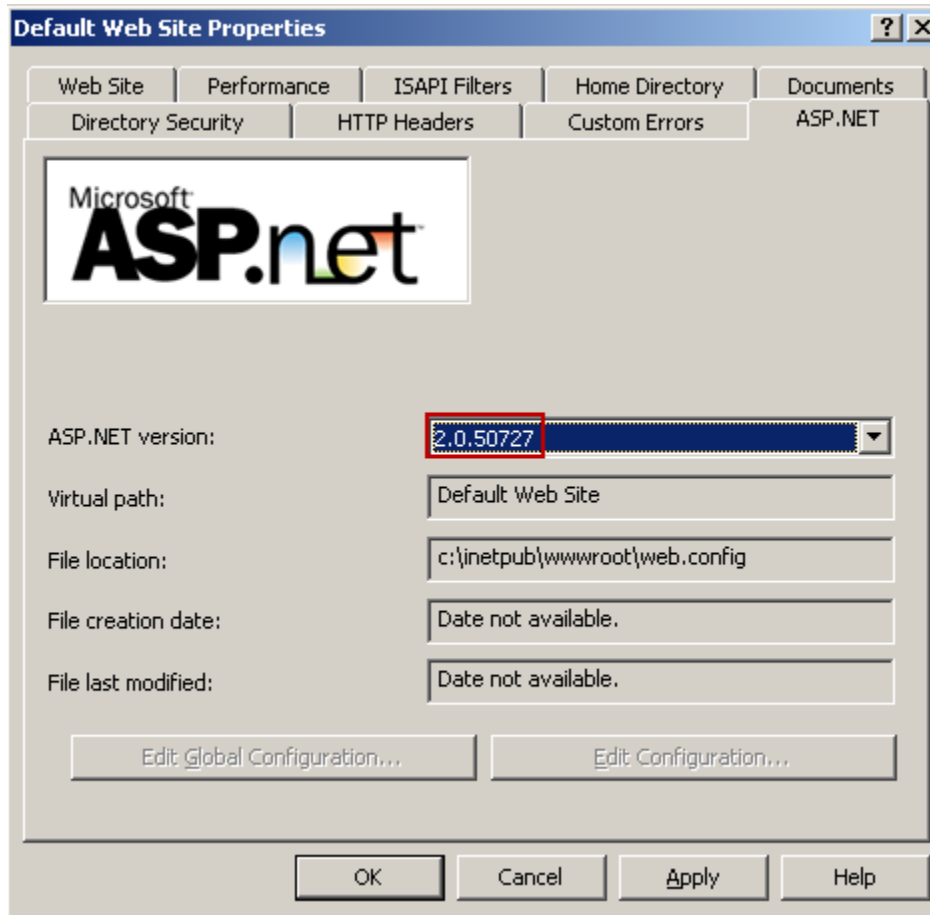 Default Web Site Properties
Web Site Performance ISAPI Filters Home Directory Documents
Directory Security HTTP Headers Custom Errors ASP.NET
Microsoft
ASP.net
ASP.NET version: 2.0.50727
Virtual path: Default Web Site
File location: c:\inetpub\wwwroot\web.config
File creation date: Date not available.
File last modified: Date not available.
Edit Global Configuration... Edit Configuration...
OK Cancel Apply Help